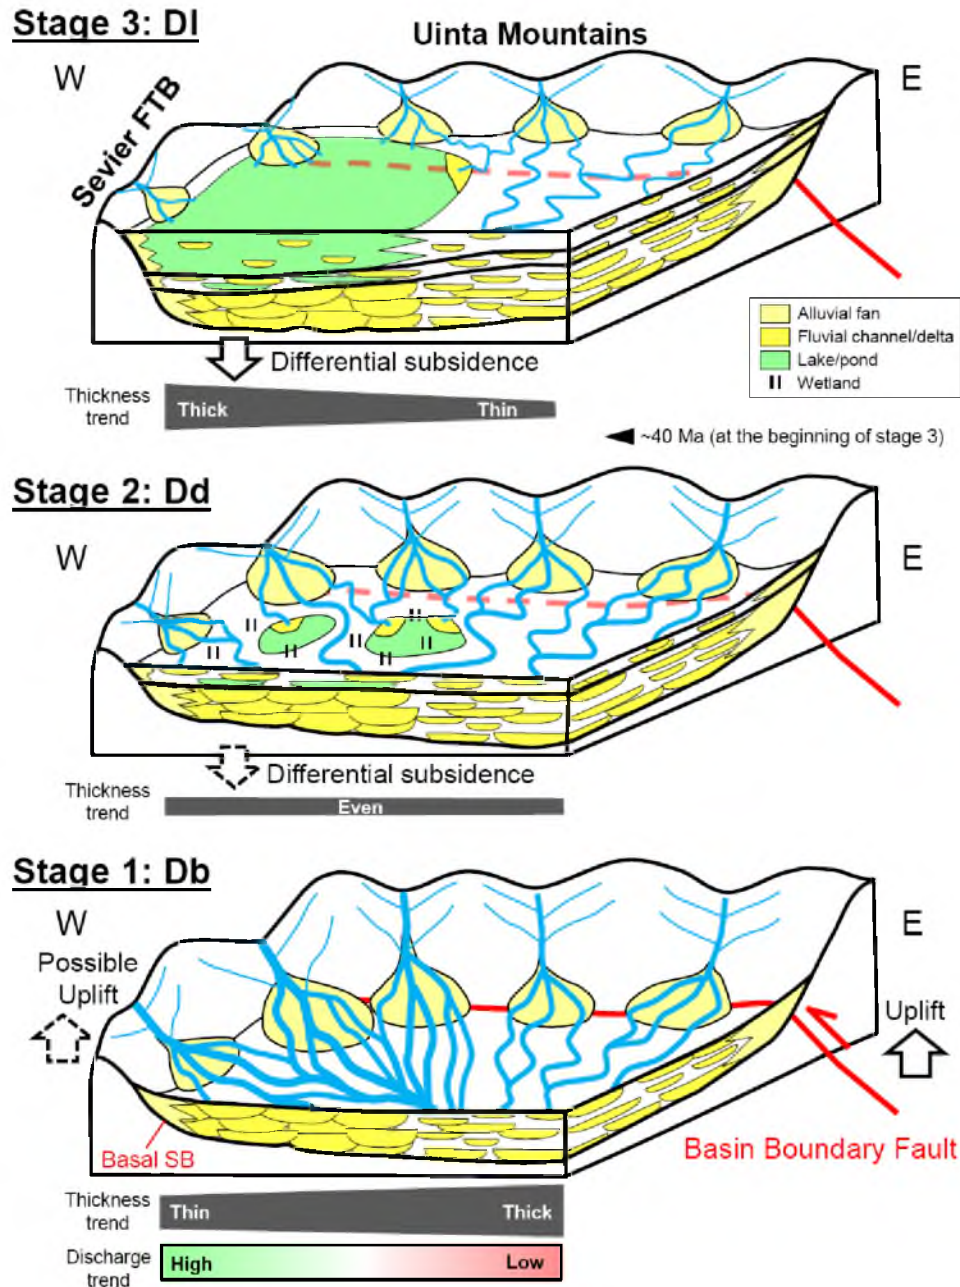 Stage 3: Dl
Uinta Mountains
W
E
Sevier FTB
Alluvial fan
Fluvial channel/delta
Lake/pond
Wetland
Differential subsidence
Thickness
trend
Thick
Thin
~40 Ma (at the beginning of stage 3)
Stage 2: Dd
W
E
Differential subsidence
Thickness
trend
Even
Stage 1: Db
W
E
Possible
Uplift
Uplift
Basal SB
Basin Boundary Fault
Thickness
trend
Thin
Thick
Discharge
trend
High
Low